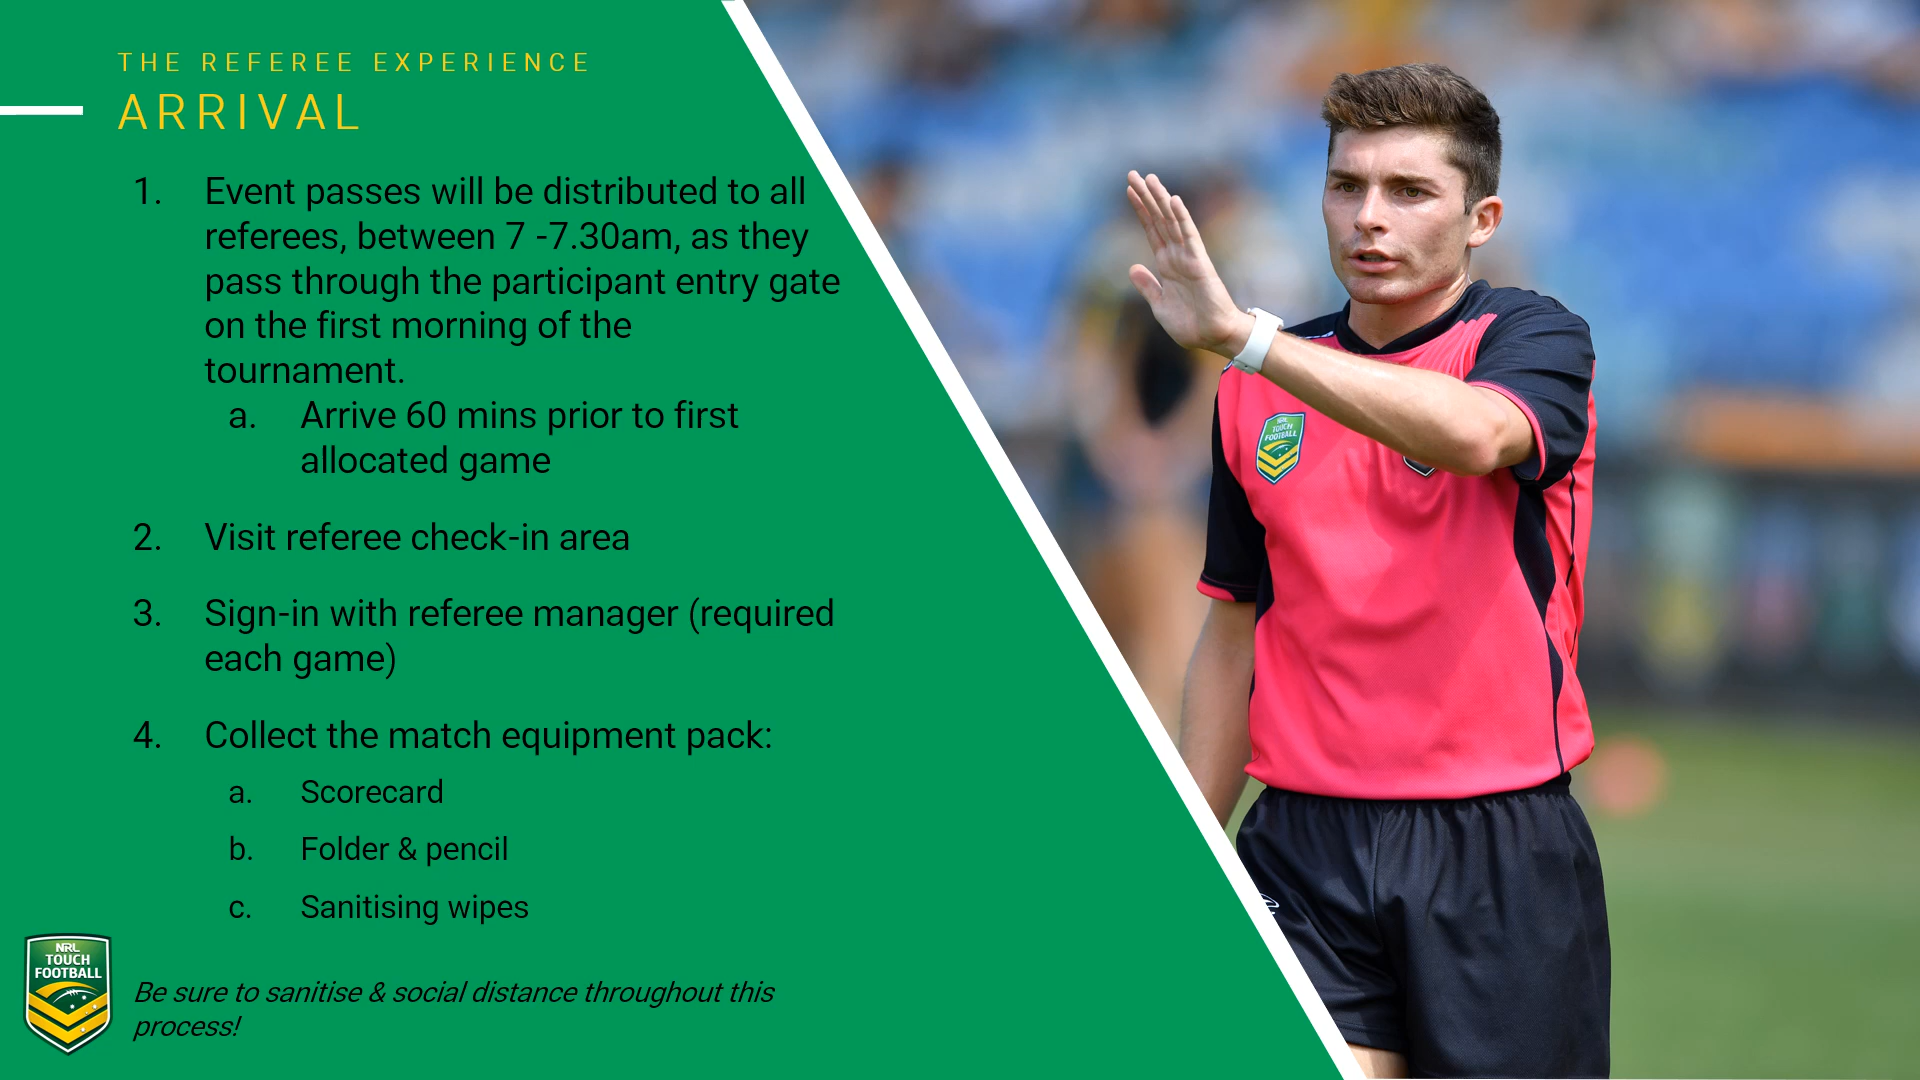 THE REFEREE EXPERIENCE
ARRIVAL
1. Event passes will be distributed to all
referees, between 7 -7.30am, as they
pass through the participant entry gate
on the first morning of the
tournament.
a. Arrive 60 mins prior to first
allocated game
2. Visit referee check-in area
3. Sign-in with referee manager (required
each game)
4. Collect the match equipment pack:
a. Scorecard
b. Folder & pencil
c. Sanitising wipes
Be sure to sanitise & social distance throughout this
process!
NRL
TOUCH
FOOTBALL
NRL
TOUCH
FOOTBALL